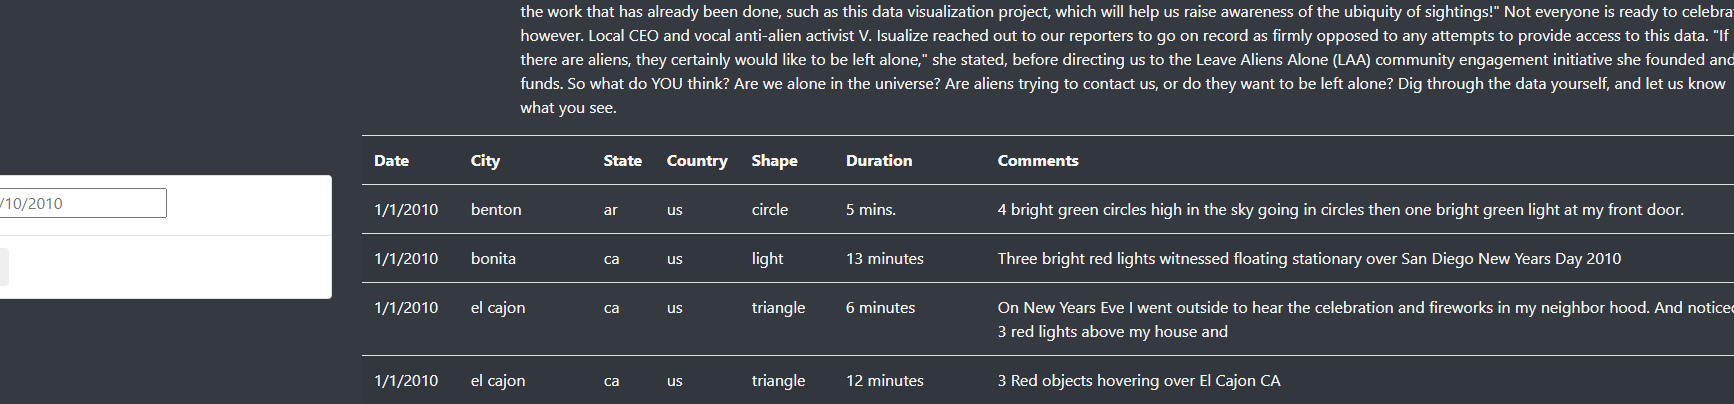 the work that has already been done, such as this data visualization project, which will help us raise awareness of the ubiquity of sightings!" Not everyone is ready to
however. Local CEO and vocal anti-alien activist V. Isualize reached out to our reporters to go on record as firmly opposed to any attempts to provide access to this data. "If
there are aliens, they certainly would like to be left alone," she stated, before directing us to the Leave Aliens Alone (LAA) community engagement initiative she founded and
funds. So what do YOU think? Are we alone in the universe? Are aliens trying to contact us, or do they want to be left alone? Dig through the data yourself, and let us know
what you see.
Date City State Country Shape Duration Comments
/10/2010
1/1/2010 benton ar us circle 5 mins. 4 bright green circles high in the sky going in circles then one bright green light at my front door.
1/1/2010 bonita ca us light 13 minutes Three bright red lights witnessed floating stationary over San Diego New Years Day 2010
1/1/2010 el cajon ca us triangle 6 minutes On New Years Eve I went outside to hear the celebration and fireworks in my neighbor hood. And noticed
3 red lights above my house and
1/1/2010 el cajon ca us triangle 12 minutes 3 Red objects hovering over El Cajon CA